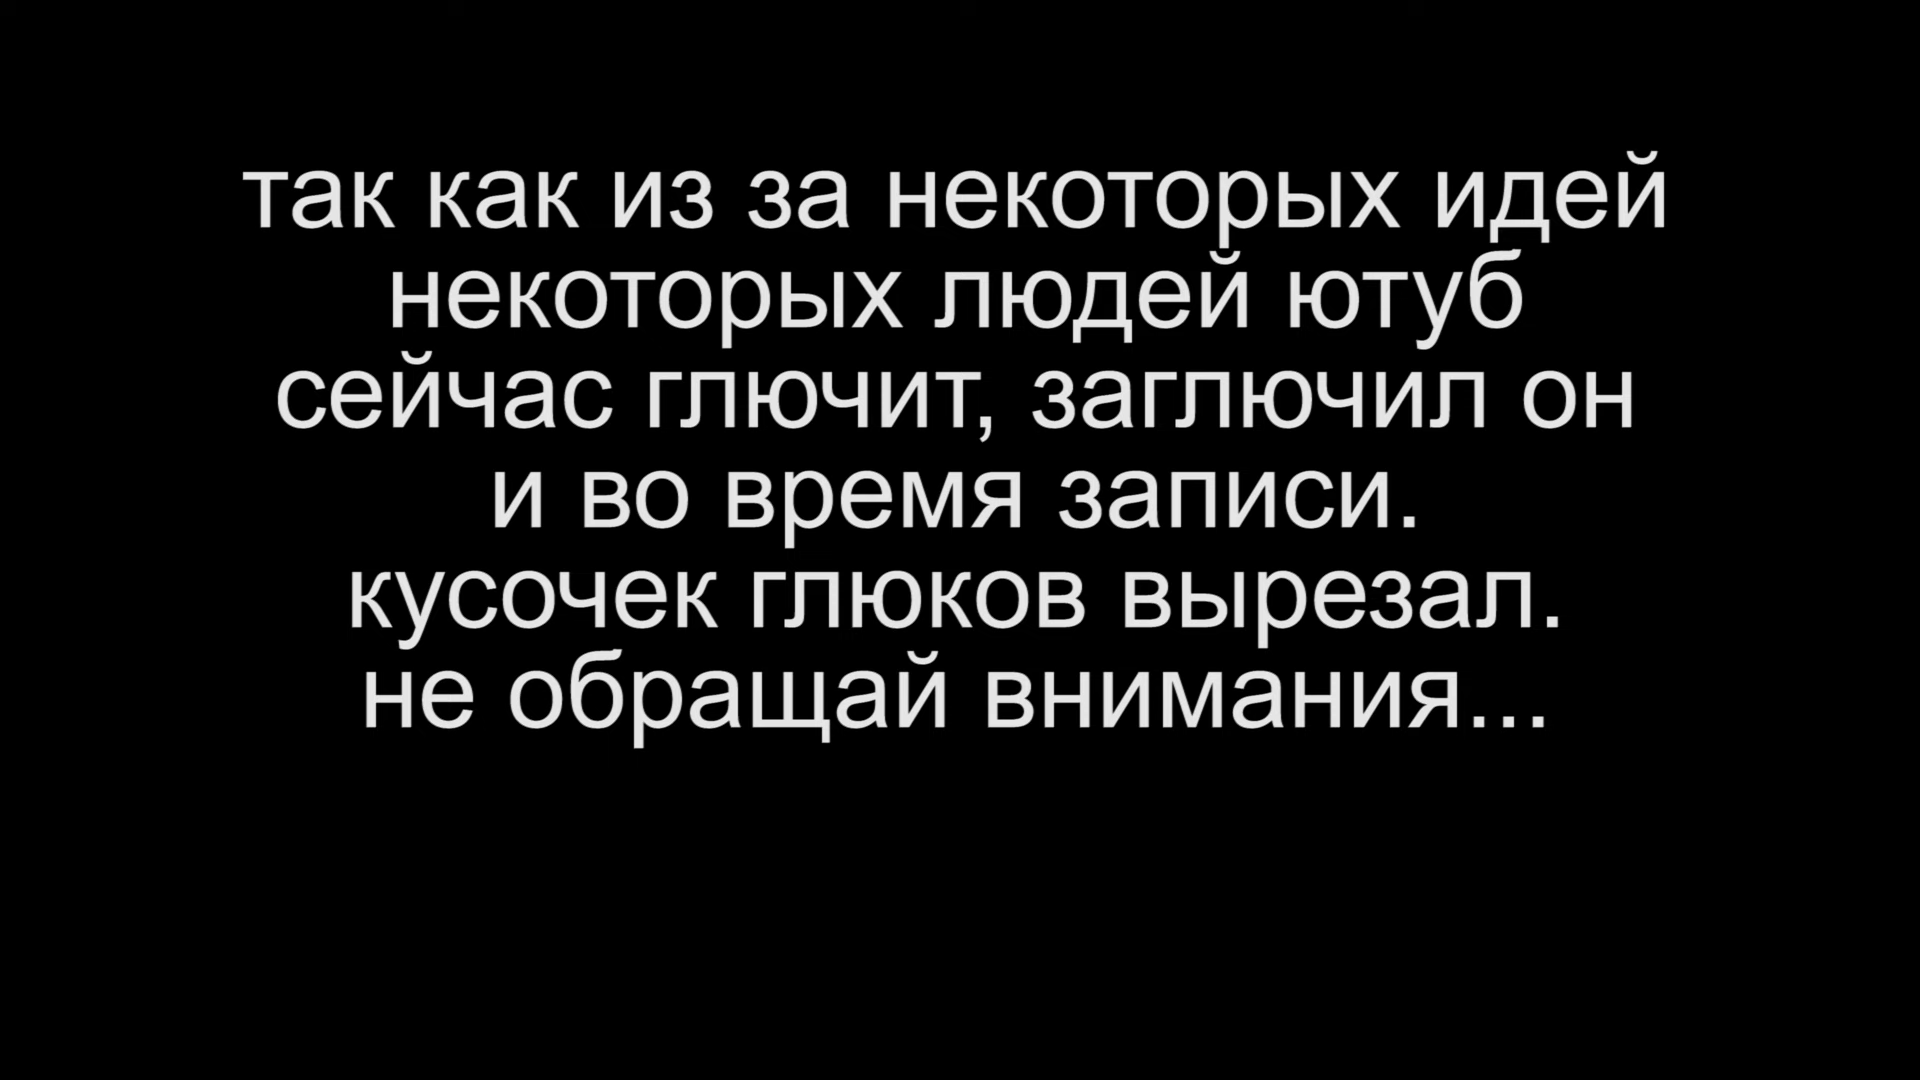 так как из за некоторых идей
некоторых людей ютуб
сейчас глючит, заглючил он
и во время записи.
кусочек глюков вырезал.
не обращай внимания...